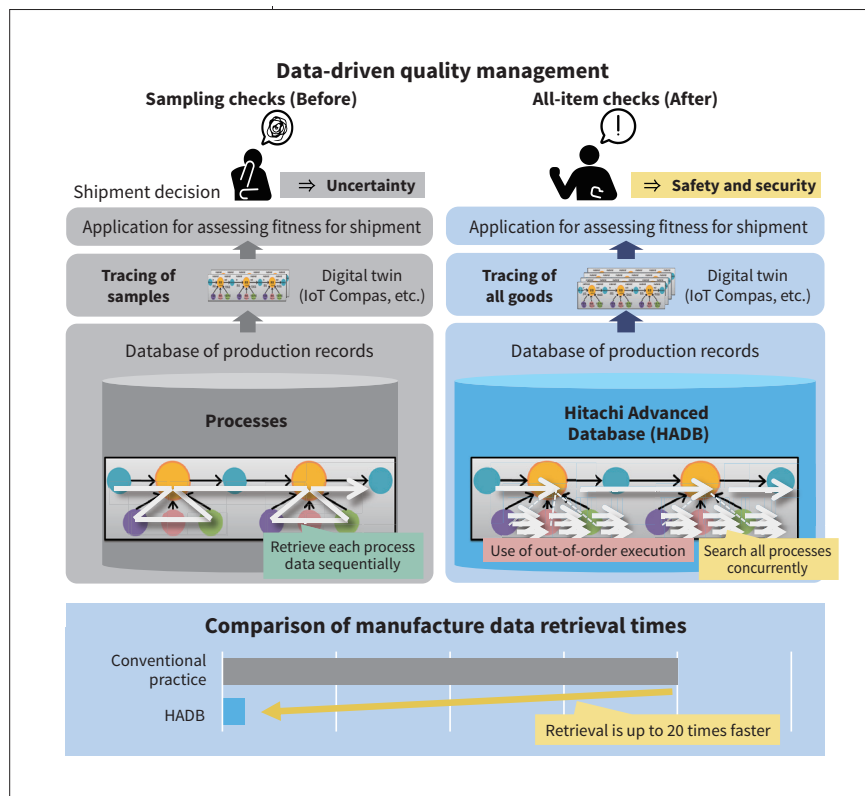 Data-driven quality management
Sampling checks (Before)
All-item checks (After)
!
Shipment decision
⇒ Uncertainty
⇒ Safety and security
Application for assessing fitness for shipment
Application for assessing fitness for shipment
Tracing of
samples
Digital twin
(IoT Compas, etc.)
Tracing of
all goods
Digital twin
(IoT Compas, etc.)
Database of production records
Processes
Retrieve each process
data sequentially
Database of production records
Hitachi Advanced
Database (HADB)
Use of out-of-order execution
Search all processes
concurrently
Comparison of manufacture data retrieval times
Conventional
practice
HADB
Retrieval is up to 20 times faster